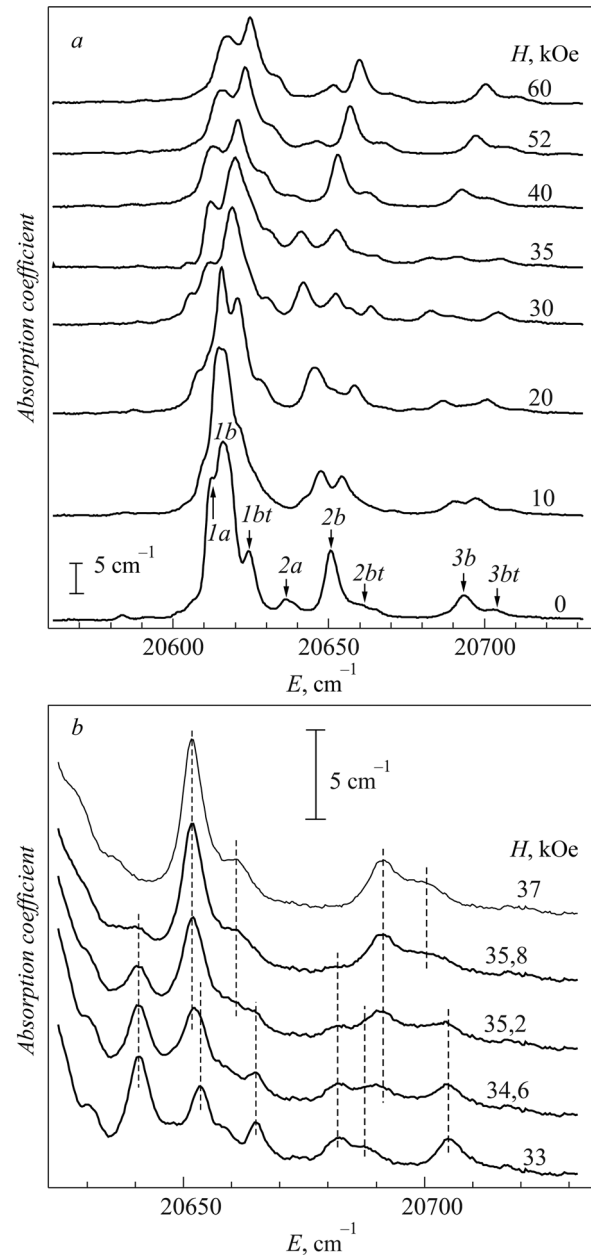 a
H, kOe
60
52
40
35
30
20
10
0
1b
1a
1bt
2a
2b
2bt
3b
3bt
5 cm⁻¹
Absorption coefficient
20600 20650 20700
E, cm⁻¹
b
5 cm⁻¹
H, kOe
37
35,8
35,2
34,6
33
Absorption coefficient
20650 20700
E, cm⁻¹